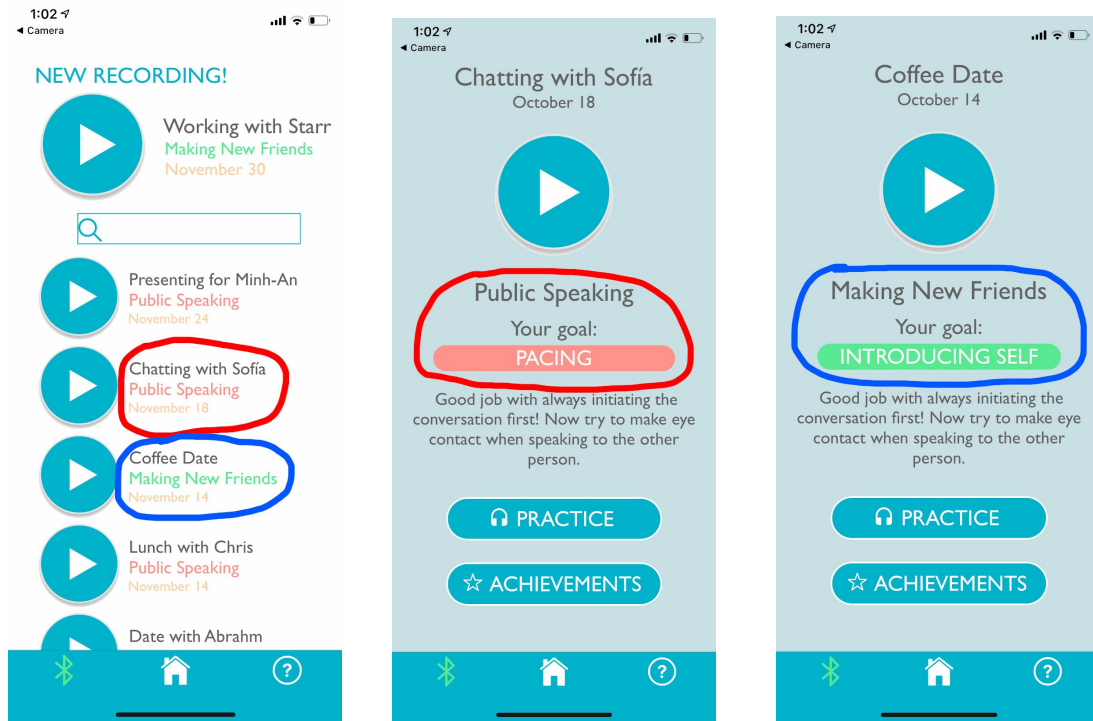 1:02
Camera
NEW RECORDING!
Working with Starr
Making New Friends
November 30
Presenting for Minh-An
Public Speaking
November 24
Chatting with Sofía
Public Speaking
November 18
Coffee Date
Making New Friends
November 14
Lunch with Chris
Public Speaking
November 14
Date with Abrahm
?
1:02
Camera
Chatting with Sofía
October 18
Public Speaking
Your goal:
PACING
Good job with always initiating the
conversation first! Now try to make eye
contact when speaking to the other
person.
PRACTICE
ACHIEVEMENTS
?
1:02
Camera
Coffee Date
October 14
Making New Friends
Your goal:
INTRODUCING SELF
Good job with always initiating the
conversation first! Now try to make eye
contact when speaking to the other
person.
PRACTICE
ACHIEVEMENTS
?